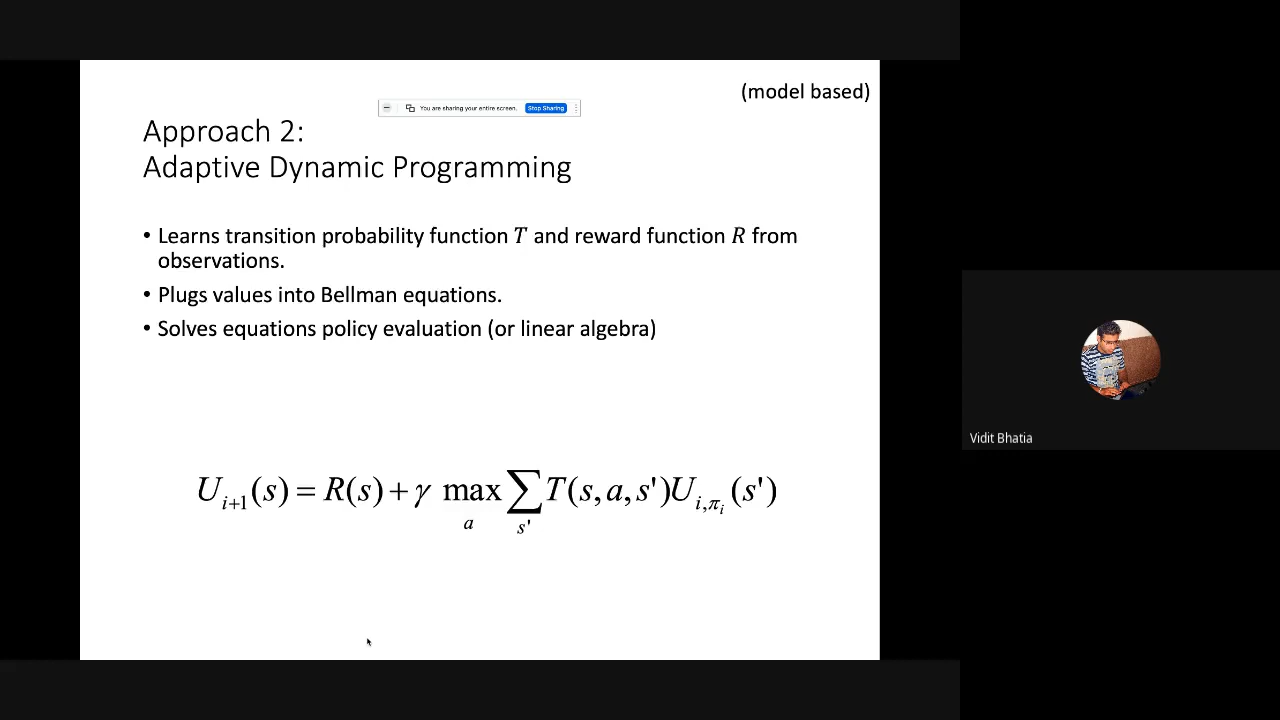 (model based)
You are sharing your entire screen. Stop Sharing
Approach 2:
Adaptive Dynamic Programming
• Learns transition probability function T and reward function R from
observations.
• Plugs values into Bellman equations.
• Solves equations policy evaluation (or linear algebra)
U_{i+1}(s) = R(s) + γ max_a ∑_{s'} T(s, a, s')U_{i,π_i}(s')
Vidit Bhatia